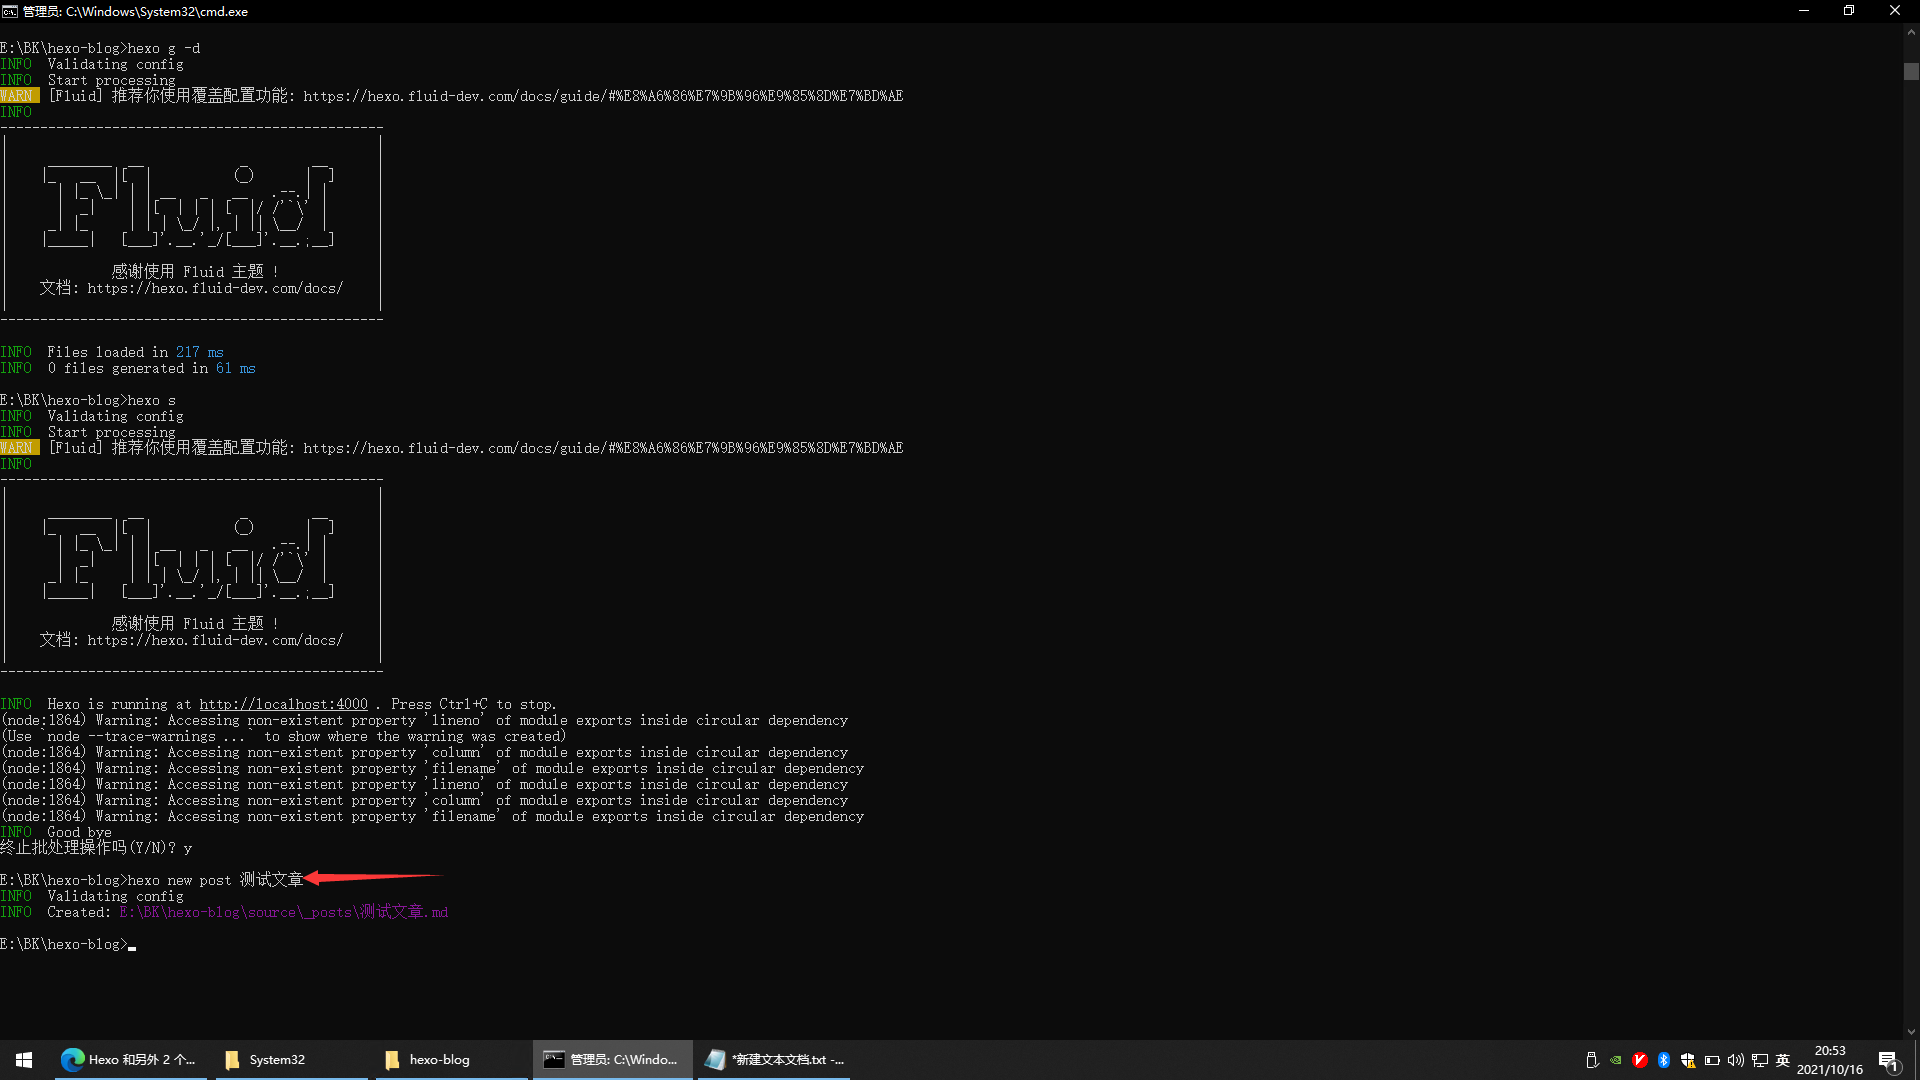 管理员: C:\Windows\System32\cmd.exe
E:\BK\hexo-blog>hexo g -d
INFO  Validating config
INFO  Start processing
WARN  [Fluid] 推荐你使用覆盖配置功能: https://hexo.fluid-dev.com/docs/guide/#%E8%A6%86%E7%9B%96%E9%85%8D%E7%BD%AE
INFO
Fluid
感谢使用 Fluid 主题 !
文档: https://hexo.fluid-dev.com/docs/
INFO  Files loaded in 217 ms
INFO  0 files generated in 61 ms
E:\BK\hexo-blog>hexo s
INFO  Validating config
INFO  Start processing
WARN  [Fluid] 推荐你使用覆盖配置功能: https://hexo.fluid-dev.com/docs/guide/#%E8%A6%86%E7%9B%96%E9%85%8D%E7%BD%AE
INFO
Fluid
感谢使用 Fluid 主题 !
文档: https://hexo.fluid-dev.com/docs/
INFO  Hexo is running at http://localhost:4000 . Press Ctrl+C to stop.
(node:1864) Warning: Accessing non-existent property 'lineno' of module exports inside circular dependency
(Use `node --trace-warnings ...` to show where the warning was created)
(node:1864) Warning: Accessing non-existent property 'column' of module exports inside circular dependency
(node:1864) Warning: Accessing non-existent property 'filename' of module exports inside circular dependency
(node:1864) Warning: Accessing non-existent property 'lineno' of module exports inside circular dependency
(node:1864) Warning: Accessing non-existent property 'column' of module exports inside circular dependency
(node:1864) Warning: Accessing non-existent property 'filename' of module exports inside circular dependency
INFO  Good bye
终止批处理操作吗(Y/N)? y
E:\BK\hexo-blog>hexo new post 测试文章
INFO  Validating config
INFO  Created: E:\BK\hexo-blog\source\_posts\测试文章.md
E:\BK\hexo-blog>
Hexo 和另外 2 个...
System32
hexo-blog
管理员: C:\Windo...
*新建文本文档.txt -...
英
20:53
2021/10/16
1